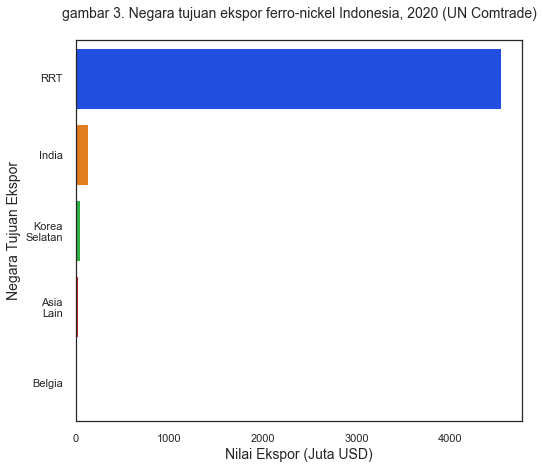 gambar 3. Negara tujuan ekspor ferro-nickel Indonesia, 2020 (UN Comtrade)
Negara Tujuan Ekspor
RRT
India
Korea
Selatan
Asia
Lain
Belgia
0 1000 2000 3000 4000
Nilai Ekspor (Juta USD)